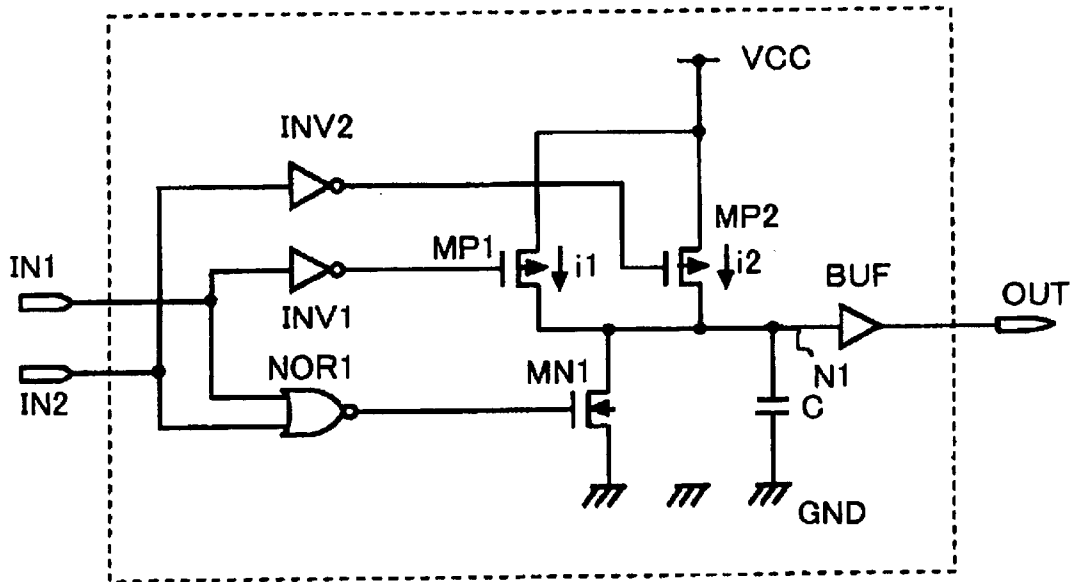 VCC
INV2
MP2
MP1
i1
i2
BUF
IN1
OUT
INV1
NOR1
MN1
N1
IN2
C
GND